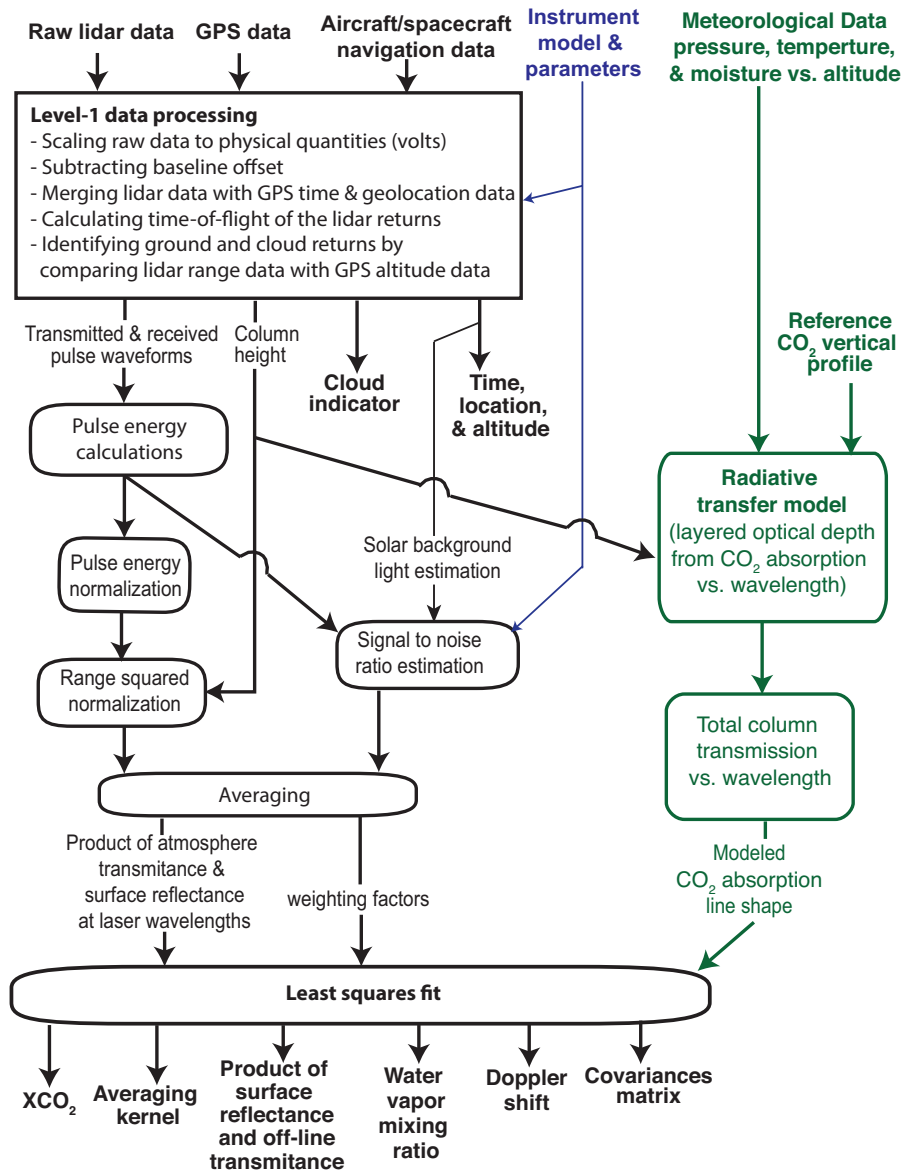 Raw lidar data
GPS data
Aircraft/spacecraft
navigation data
Instrument
model &
parameters
Meteorological Data
pressure, temperture,
& moisture vs. altitude
Level-1 data processing
- Scaling raw data to physical quantities (volts)
- Subtracting baseline offset
- Merging lidar data with GPS time & geolocation data
- Calculating time-of-flight of the lidar returns
- Identifying ground and cloud returns by
comparing lidar range data with GPS altitude data
Transmitted & received
pulse waveforms
Column
height
Cloud
indicator
Time,
location,
& altitude
Reference
CO₂ vertical
profile
Pulse energy
calculations
Radiative
transfer model
(layered optical depth
from CO₂ absorption
vs. wavelength)
Solar background
light estimation
Pulse energy
normalization
Signal to noise
ratio estimation
Range squared
normalization
Total column
transmission
vs. wavelength
Averaging
Product of atmosphere
transmitance &
surface reflectance
at laser wavelengths
weighting factors
Modeled
CO₂ absorption
line shape
Least squares fit
XCO₂
Averaging
kernel
Product of
surface
reflectance
and off-line
transmitance
Water
vapor
mixing
ratio
Doppler
shift
Covariances
matrix